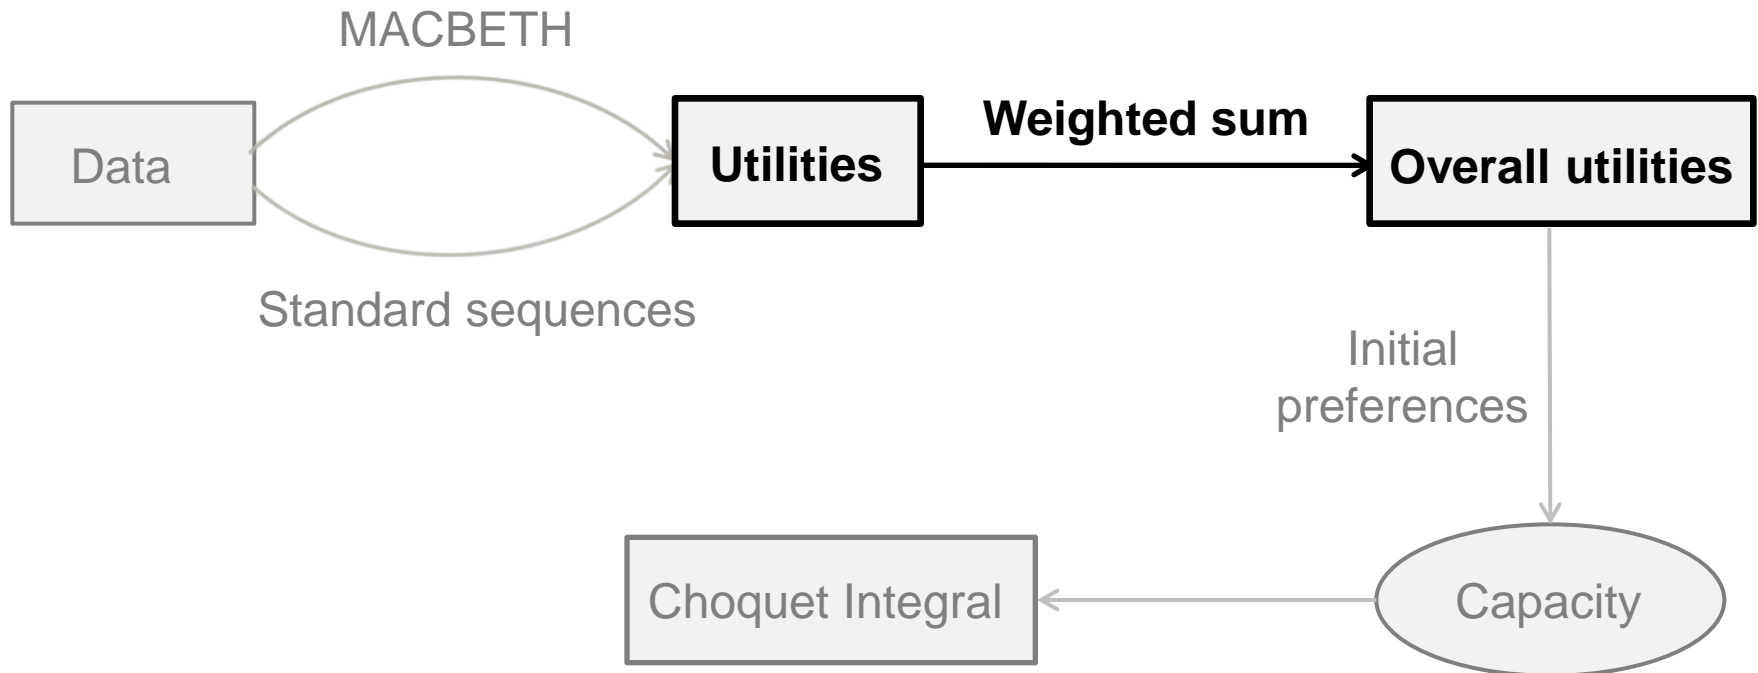 MACBETH
Data
Utilities
Weighted sum
Overall utilities
Standard sequences
Initial
preferences
Choquet Integral
Capacity